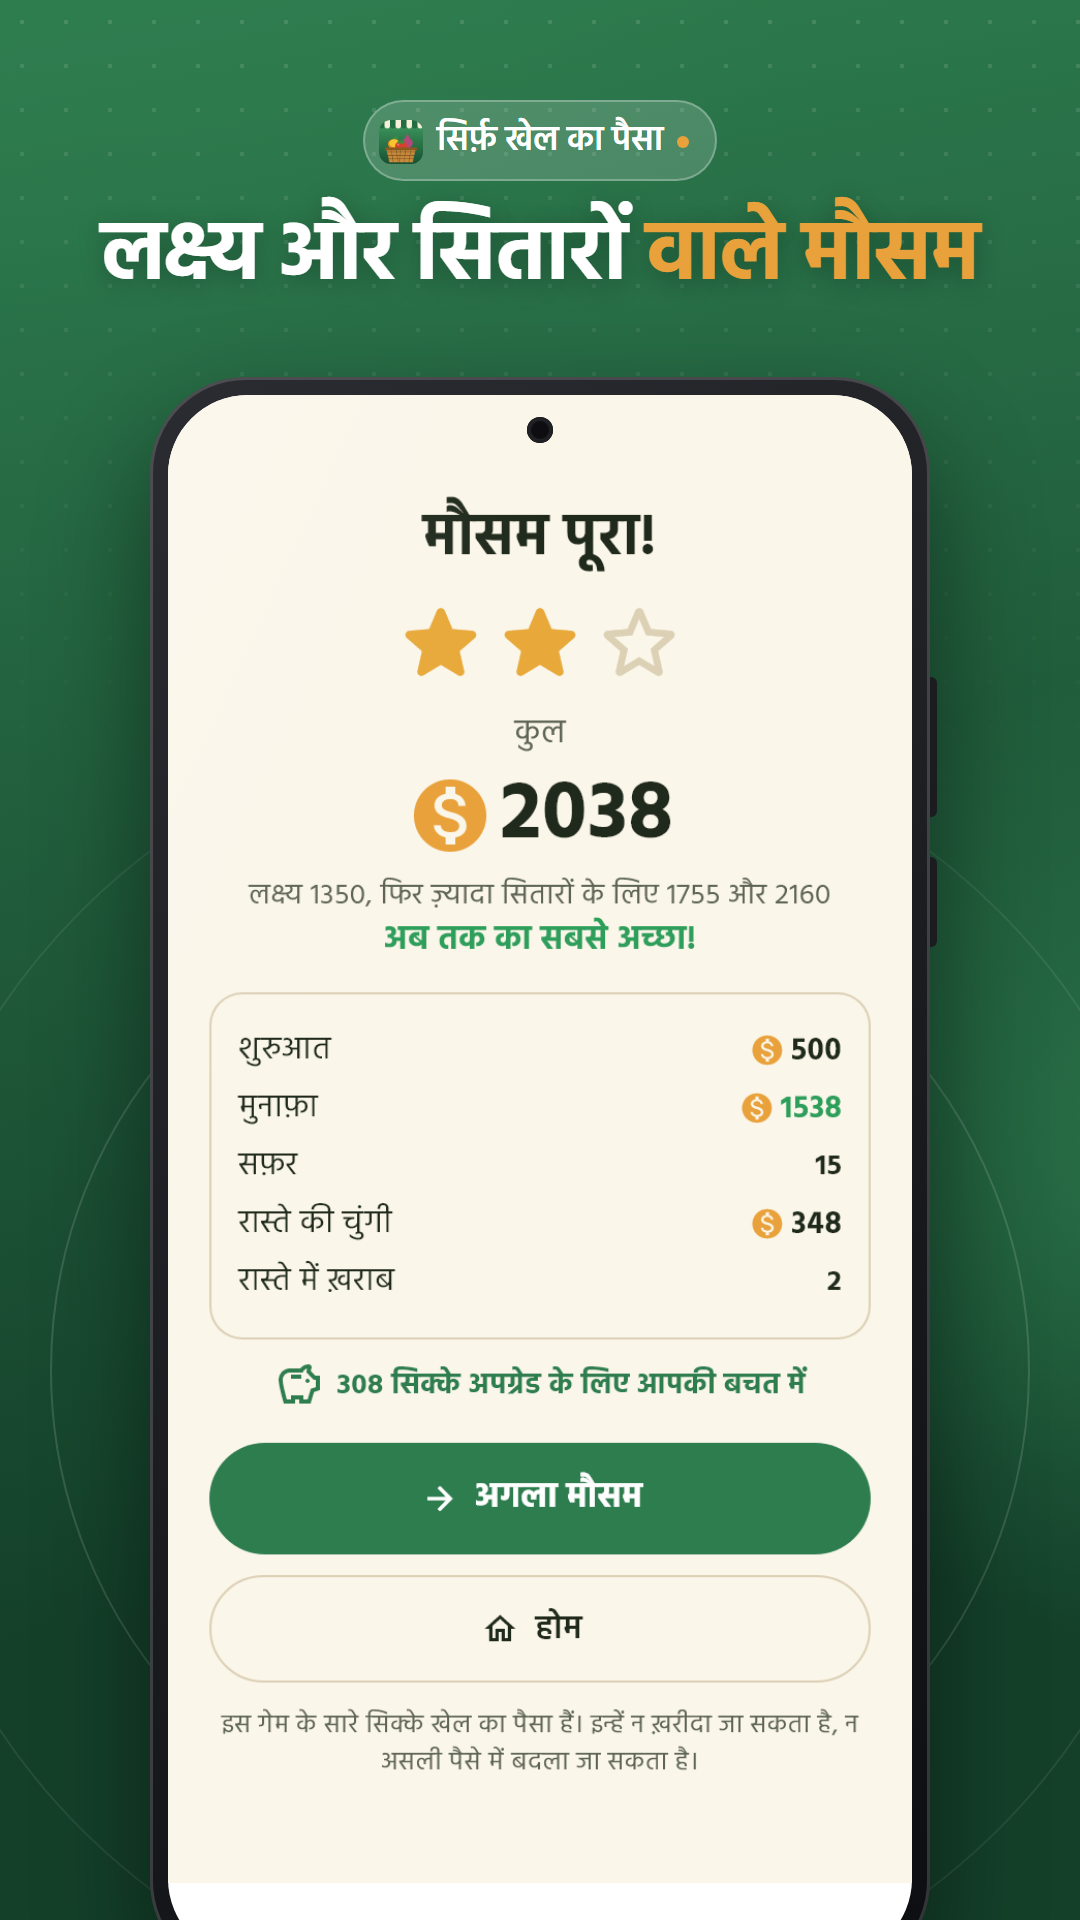 सिर्फ़ खेल का पैसा
लक्ष्य और सितारों वाले मौसम
मौसम पूरा!
कुल
$ 2038
लक्ष्य 1350, फिर ज़्यादा सितारों के लिए 1755 और 2160
अब तक का सबसे अच्छा!
शुरुआत $ 500
मुनाफ़ा $ 1538
सफ़र 15
रास्ते की चुंगी $ 348
रास्ते में ख़राब 2
308 सिक्के अपग्रेड के लिए आपकी बचत में
अगला मौसम
होम
इस गेम के सारे सिक्के खेल का पैसा हैं। इन्हें न ख़रीदा जा सकता है, न
असली पैसे में बदला जा सकता है।